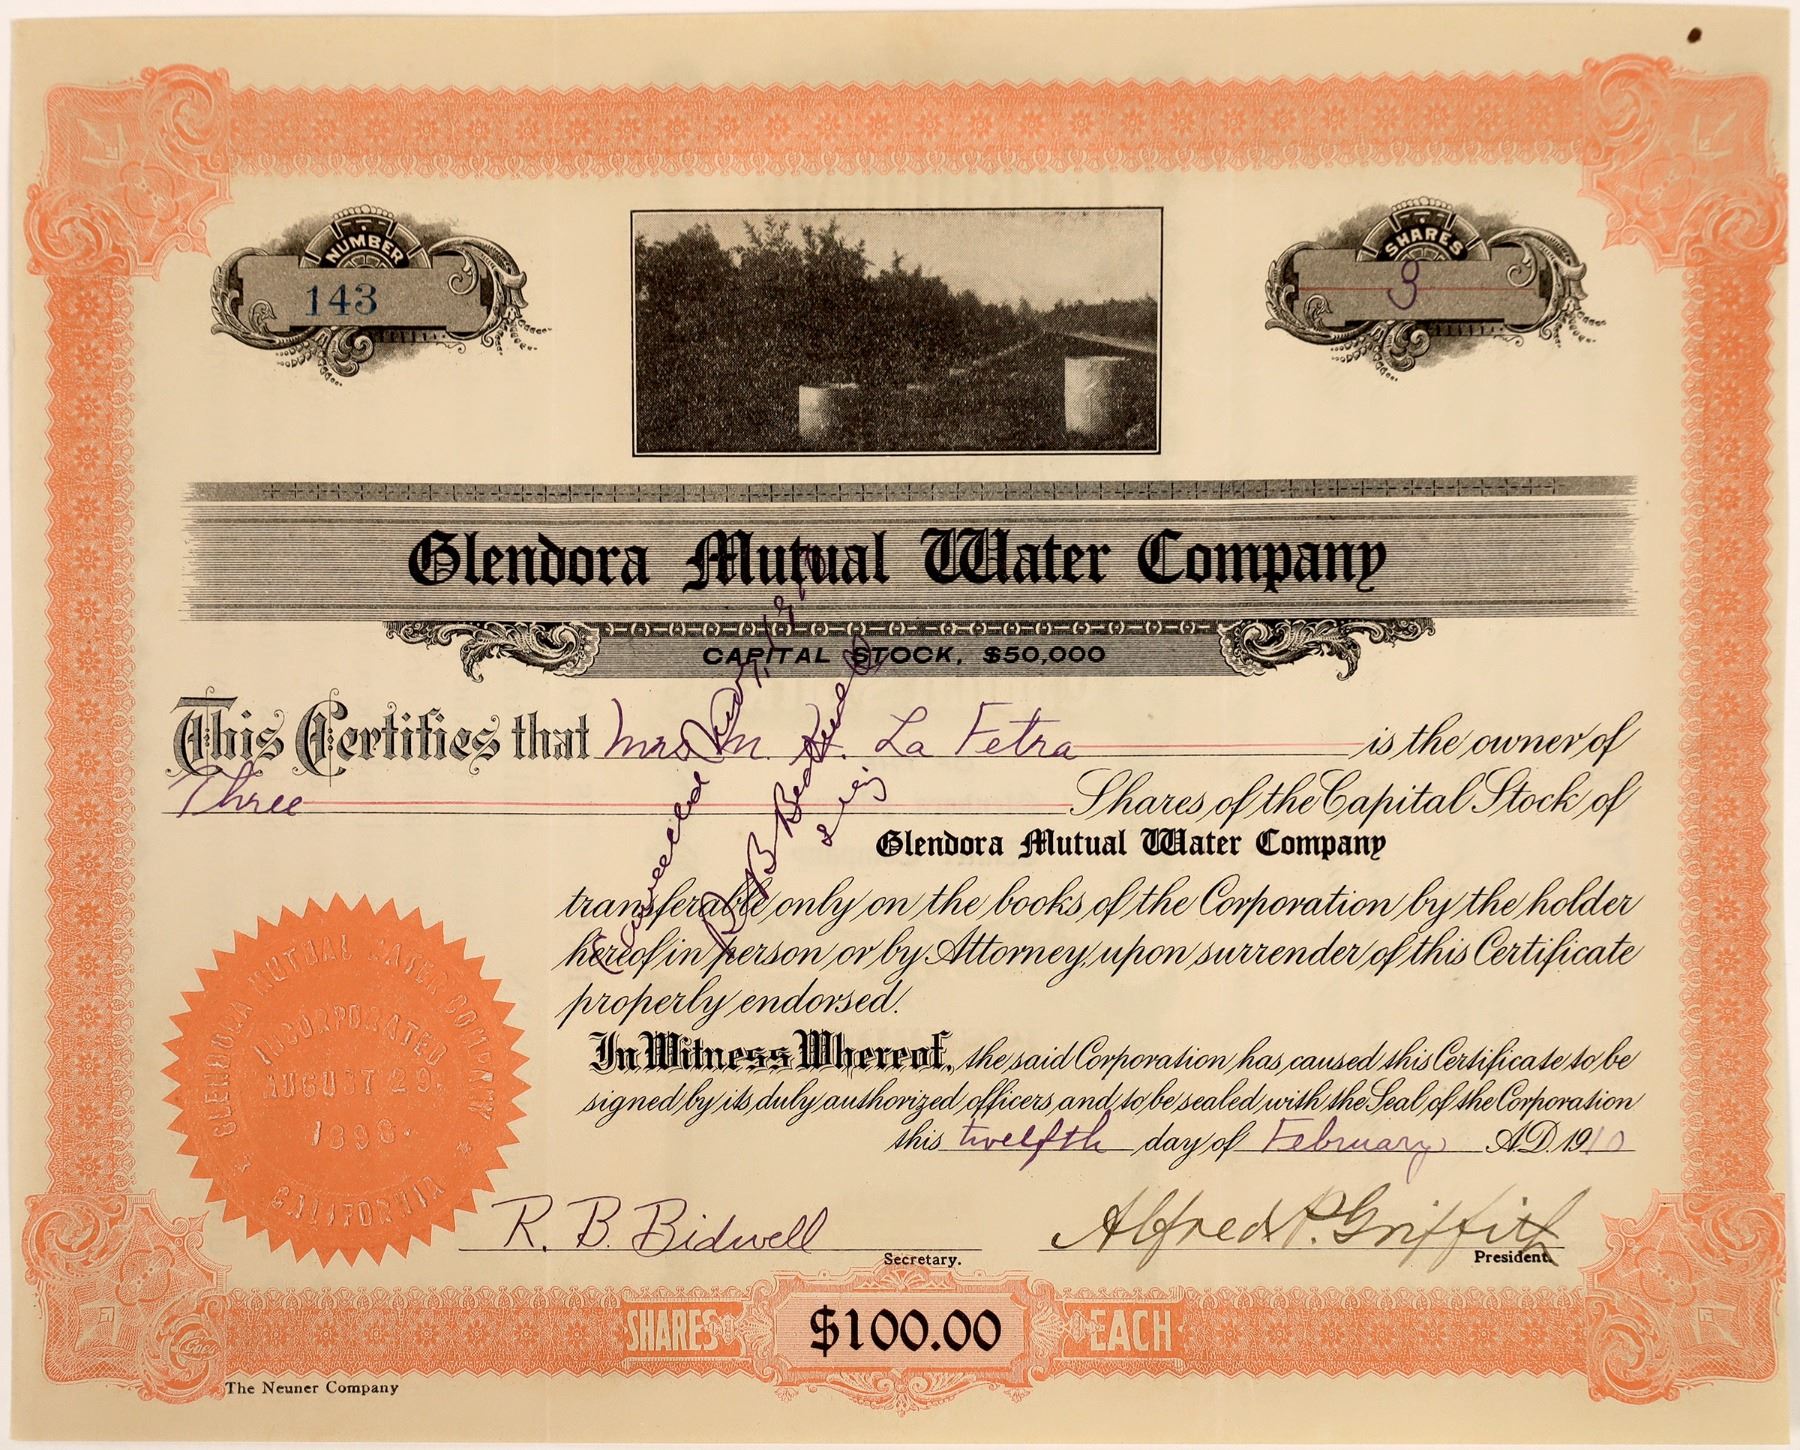 NUMBER
143
SHARES
3
Glendora Mutual Water Company
CAPITAL STOCK, $50,000
This Certifies that Mrs M. H. La Fetra is the owner of
Three Shares of the Capital Stock of
Glendora Mutual Water Company
transferable only on the books of the Corporation by the holder
hereof in person or by Attorney, upon surrender of this Certificate
properly endorsed.
In Witness Whereof, the said Corporation has caused this Certificate to be
signed by its duly authorized officers, and to be sealed with the Seal of the Corporation
this twelfth day of February A.D. 1910
Cancelled
R B
GLENDORA MUTUAL WATER COMPANY
INCORPORATED
AUGUST 29,
CALIFORNIA
R. B. Bidwell
Secretary.
Alfred P. Griffith
President.
SHARES $100.00 EACH
Goes
The Neuner Company